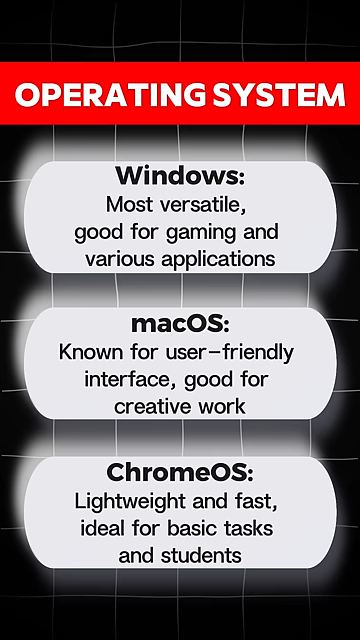 OPERATING SYSTEM
Windows:
Most versatile,
good for gaming and
various applications
macOS:
Known for user-friendly
interface, good for
creative work
ChromeOS:
Lightweight and fast,
ideal for basic tasks
and students